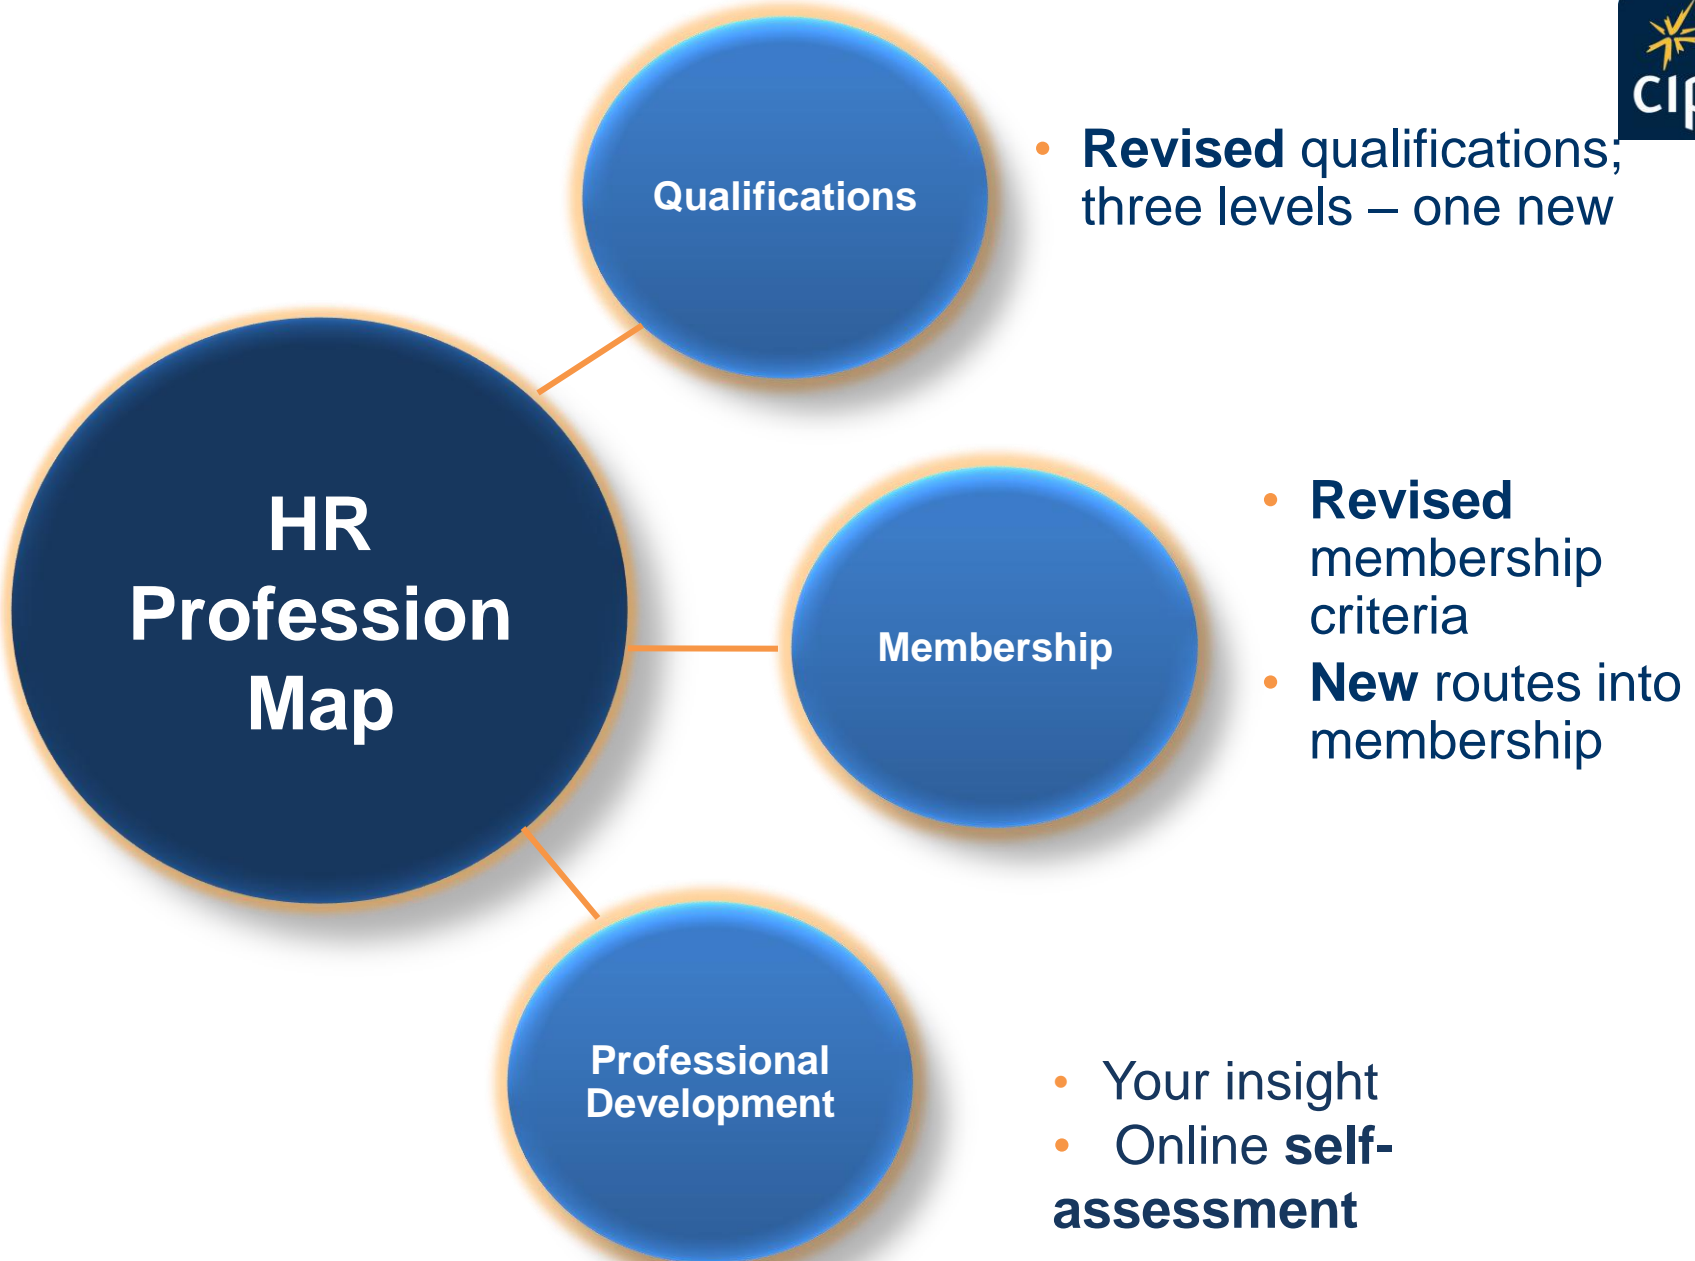 Qualifications
• Revised qualifications;
three levels – one new
HR
Profession
Map
Membership
• Revised
membership
criteria
• New routes into
membership
Professional
Development
• Your insight
• Online self-
assessment